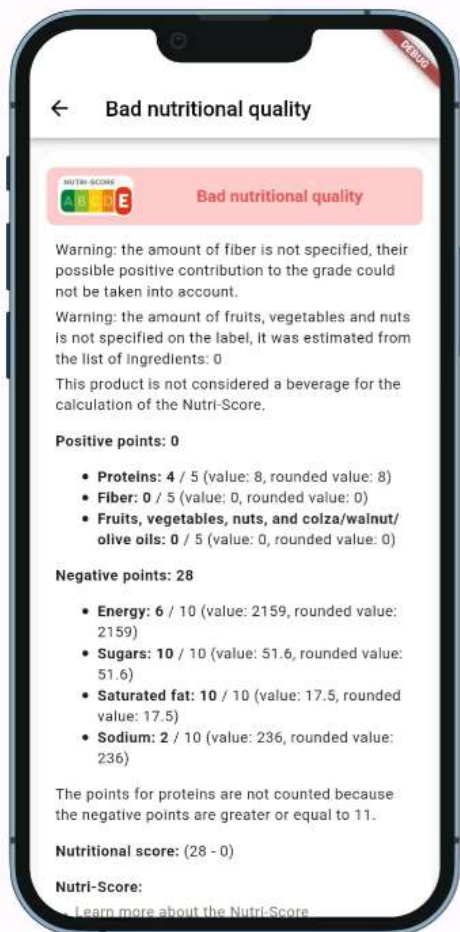 DEBUG
← Bad nutritional quality
NUTRI-SCORE
A B C D E
Bad nutritional quality
Warning: the amount of fiber is not specified, their
possible positive contribution to the grade could
not be taken into account.
Warning: the amount of fruits, vegetables and nuts
is not specified on the label, it was estimated from
the list of ingredients: 0
This product is not considered a beverage for the
calculation of the Nutri-Score.
Positive points: 0
• Proteins: 4 / 5 (value: 8, rounded value: 8)
• Fiber: 0 / 5 (value: 0, rounded value: 0)
• Fruits, vegetables, nuts, and colza/walnut/
olive oils: 0 / 5 (value: 0, rounded value: 0)
Negative points: 28
• Energy: 6 / 10 (value: 2159, rounded value:
2159)
• Sugars: 10 / 10 (value: 51.6, rounded value:
51.6)
• Saturated fat: 10 / 10 (value: 17.5, rounded
value: 17.5)
• Sodium: 2 / 10 (value: 236, rounded value:
236)
The points for proteins are not counted because
the negative points are greater or equal to 11.
Nutritional score: (28 - 0)
Nutri-Score:
Learn more about the Nutri-Score